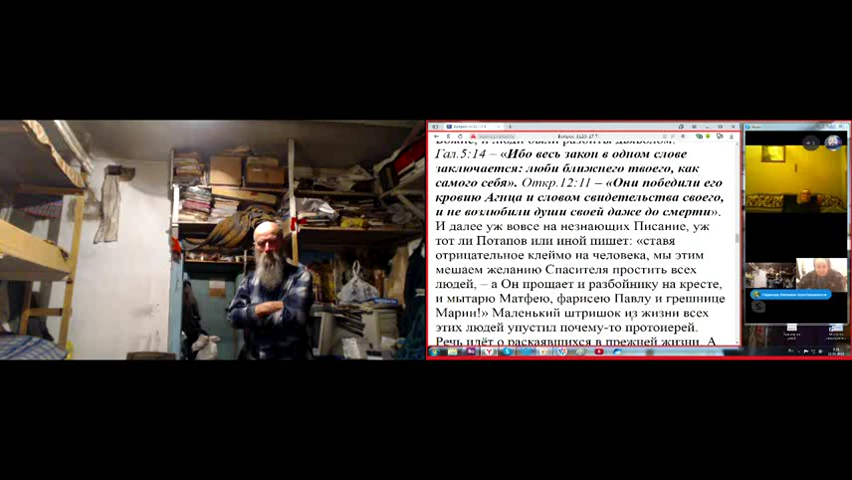 Гал.5:14 – «Ибо весь закон в одном слове
заключается: люби ближнего твоего, как
самого себя». Откр.12:11 – «Они победили его
кровию Агнца и словом свидетельства своего,
и не возлюбили души своей даже до смерти».
И далее уж вовсе на незнающих Писание, уж
тот ли Потапов или иной пишет: «ставя
отрицательное клеймо на человека, мы этим
мешаем желанию Спасителя простить всех
людей, – а Он прощает и разбойнику на кресте,
и мытарю Матфею, фарисею Павлу и грешнице
Марии!» Маленький штришок из жизни всех
этих людей упустил почему-то протоиерей.
Речь идёт о раскаявшихся в прежней жизни. А